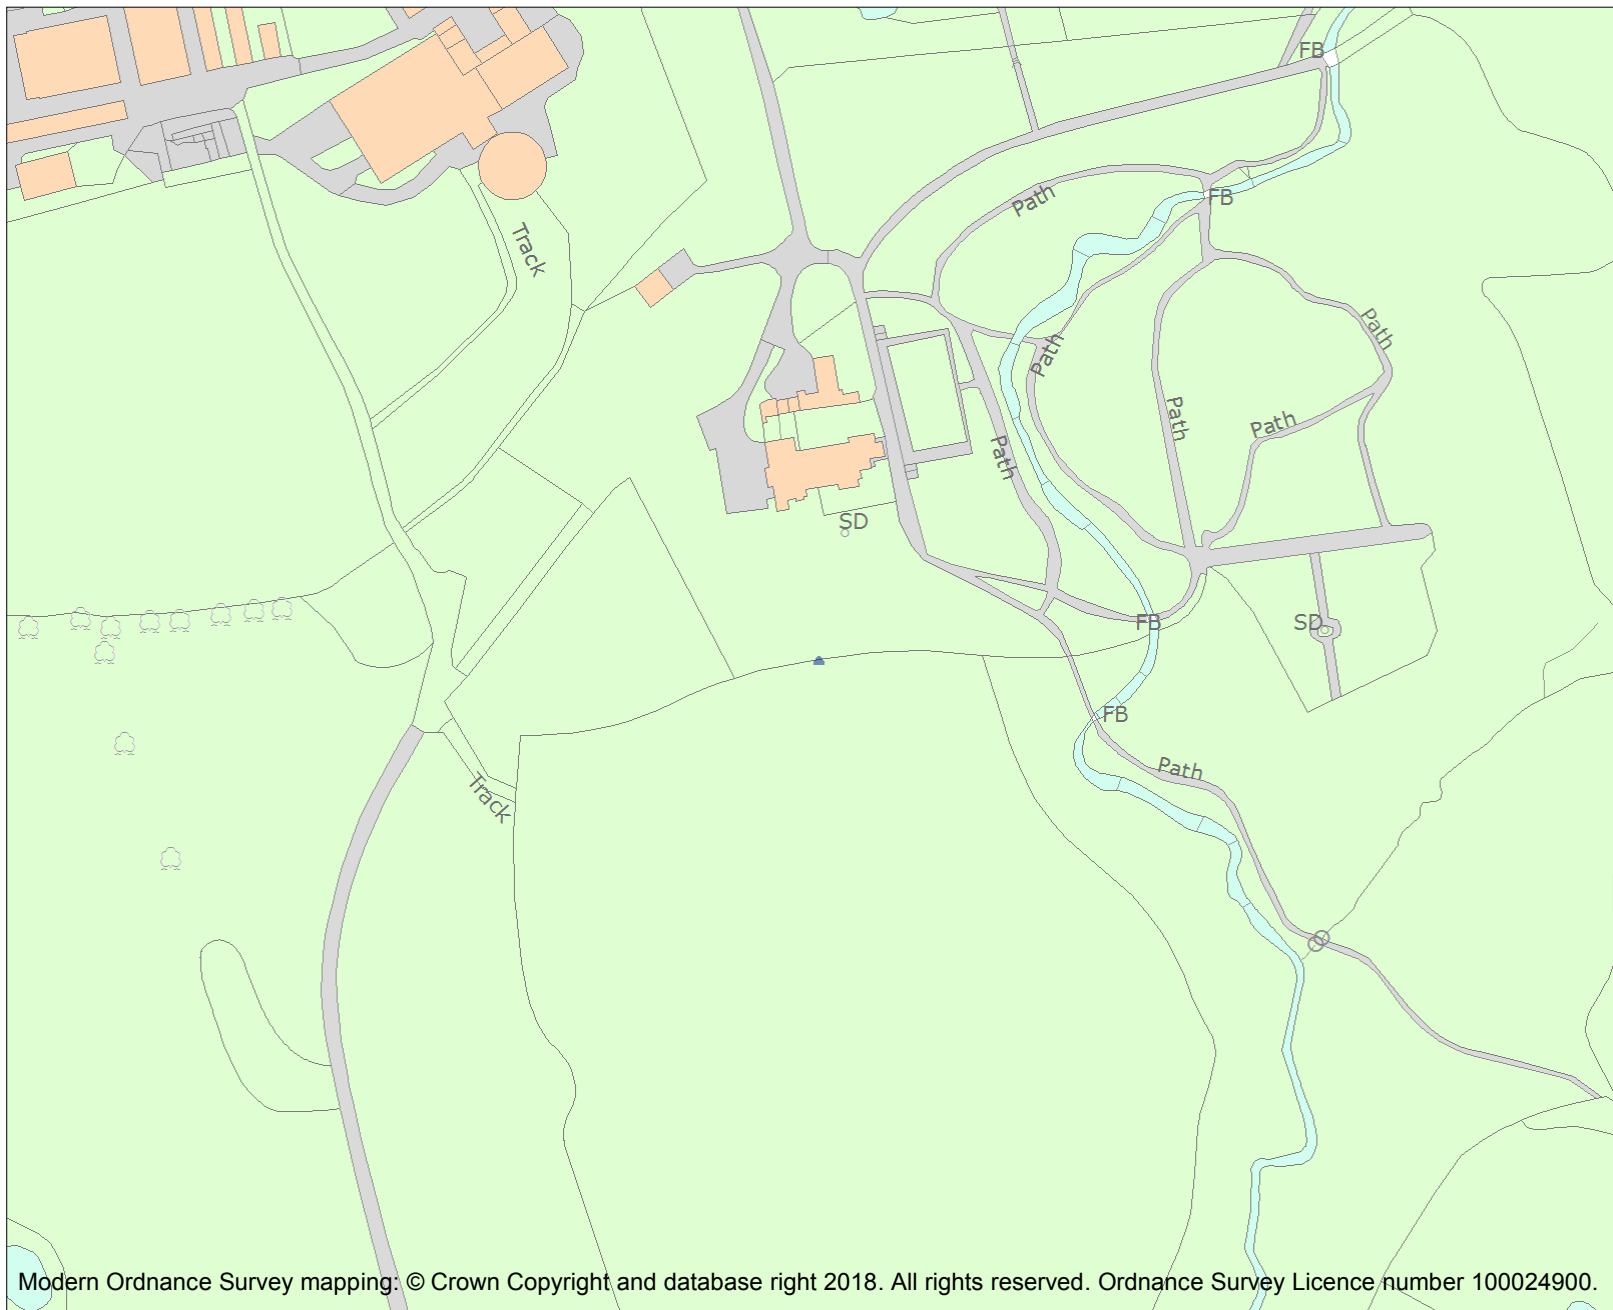 FB
FB
Path
Track
Path
Path
Path
Path
Path
SD
FB
SD
FB
Path
Track
Modern Ordnance Survey mapping: © Crown Copyright and database right 2018. All rights reserved. Ordnance Survey Licence number 100024900.